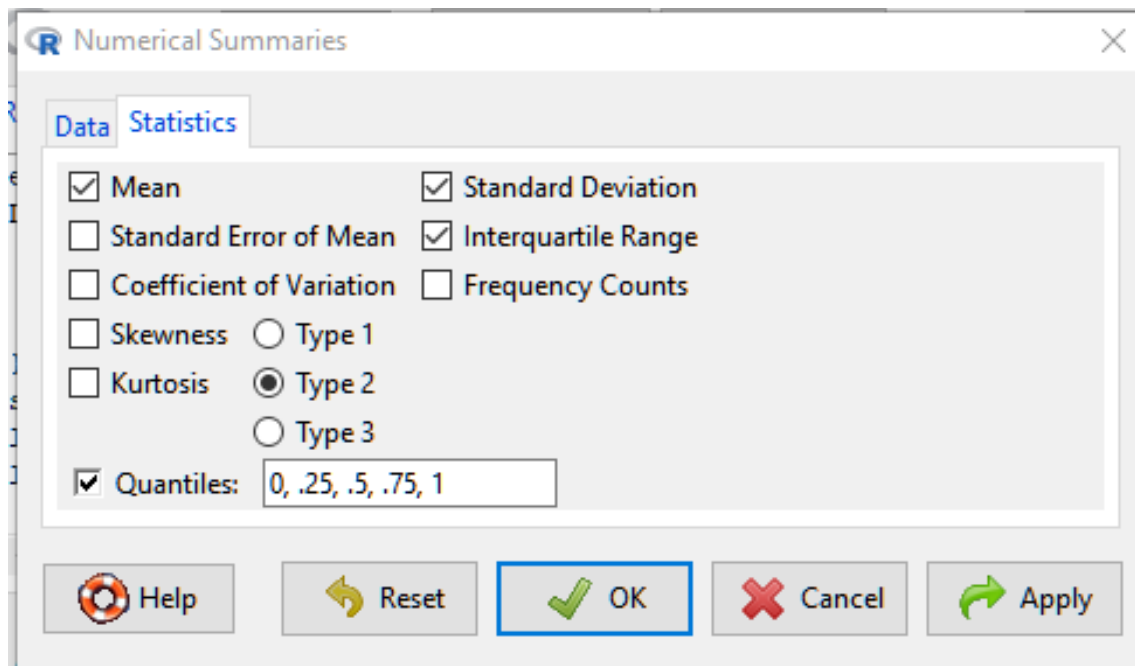 R Numerical Summaries
Data Statistics
Mean Standard Deviation
Standard Error of Mean Interquartile Range
Coefficient of Variation Frequency Counts
Skewness Type 1
Kurtosis Type 2
Type 3
Quantiles: 0, .25, .5, .75, 1
Help Reset OK Cancel Apply